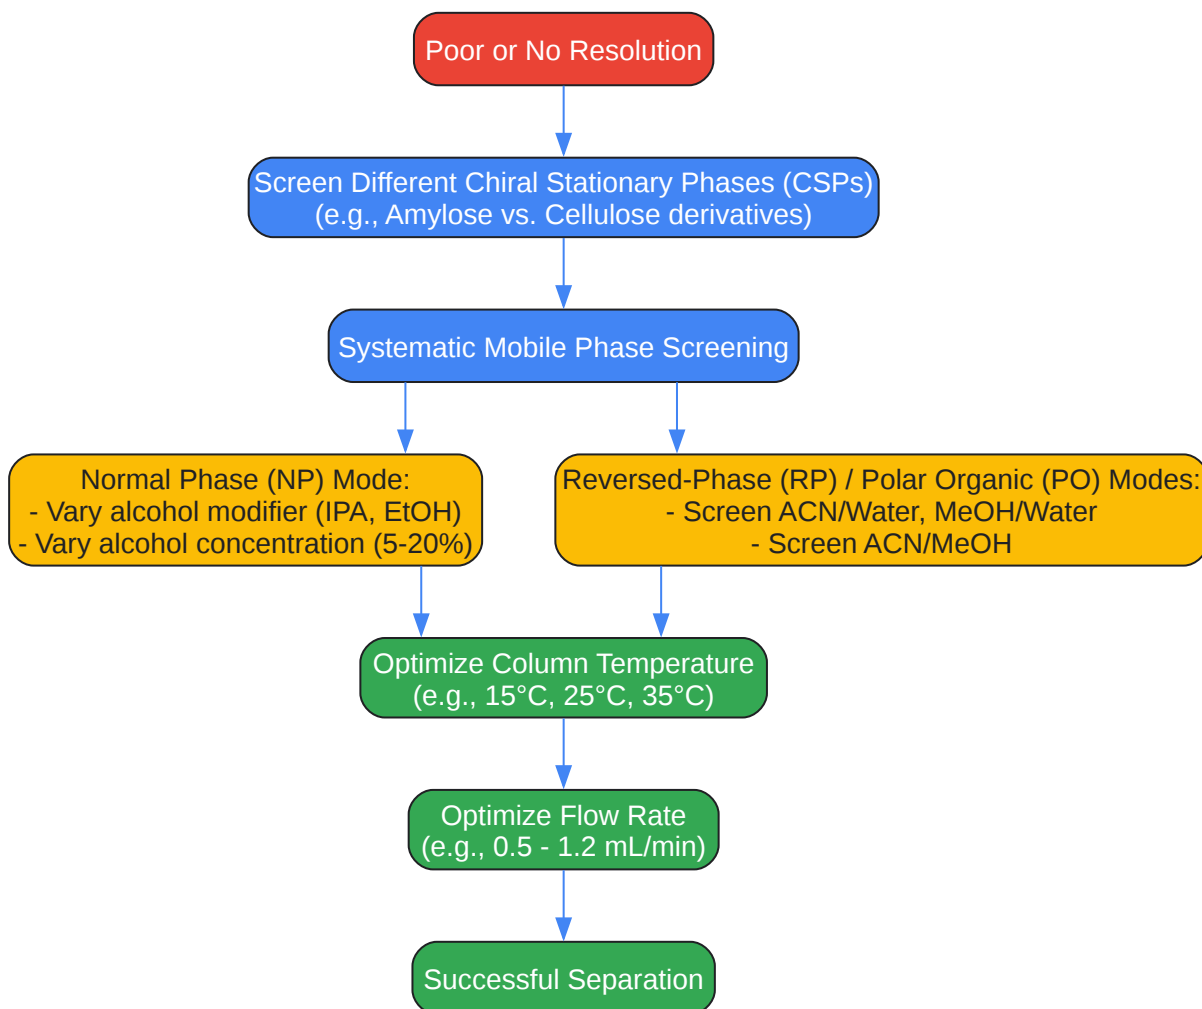 Poor or No Resolution
Screen Different Chiral Stationary Phases (CSPs)
(e.g., Amylose vs. Cellulose derivatives)
Systematic Mobile Phase Screening
Normal Phase (NP) Mode:
- Vary alcohol modifier (IPA, EtOH)
- Vary alcohol concentration (5-20%)
Reversed-Phase (RP) / Polar Organic (PO) Modes:
- Screen ACN/Water, MeOH/Water
- Screen ACN/MeOH
Optimize Column Temperature
(e.g., 15°C, 25°C, 35°C)
Optimize Flow Rate
(e.g., 0.5 - 1.2 mL/min)
Successful Separation